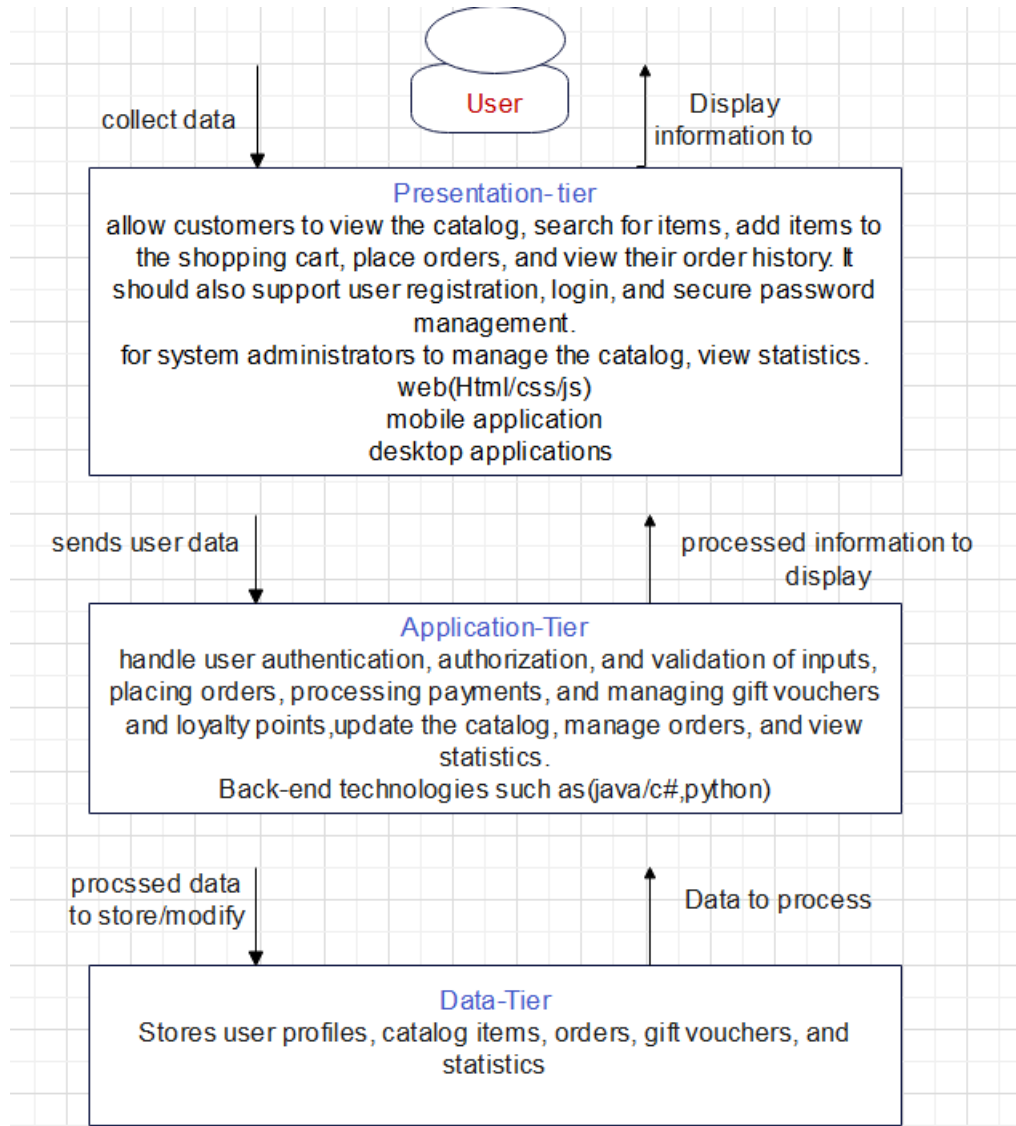 User
collect data
Display
information to
Presentation-tier
allow customers to view the catalog, search for items, add items to
the shopping cart, place orders, and view their order history. It
should also support user registration, login, and secure password
management.
for system administrators to manage the catalog, view statistics.
web(Html/css/js)
mobile application
desktop applications
sends user data
processed information to
display
Application-Tier
handle user authentication, authorization, and validation of inputs,
placing orders, processing payments, and managing gift vouchers
and loyalty points,update the catalog, manage orders, and view
statistics.
Back-end technologies such as(java/c#,python)
procssed data
to store/modify
Data to process
Data-Tier
Stores user profiles, catalog items, orders, gift vouchers, and
statistics